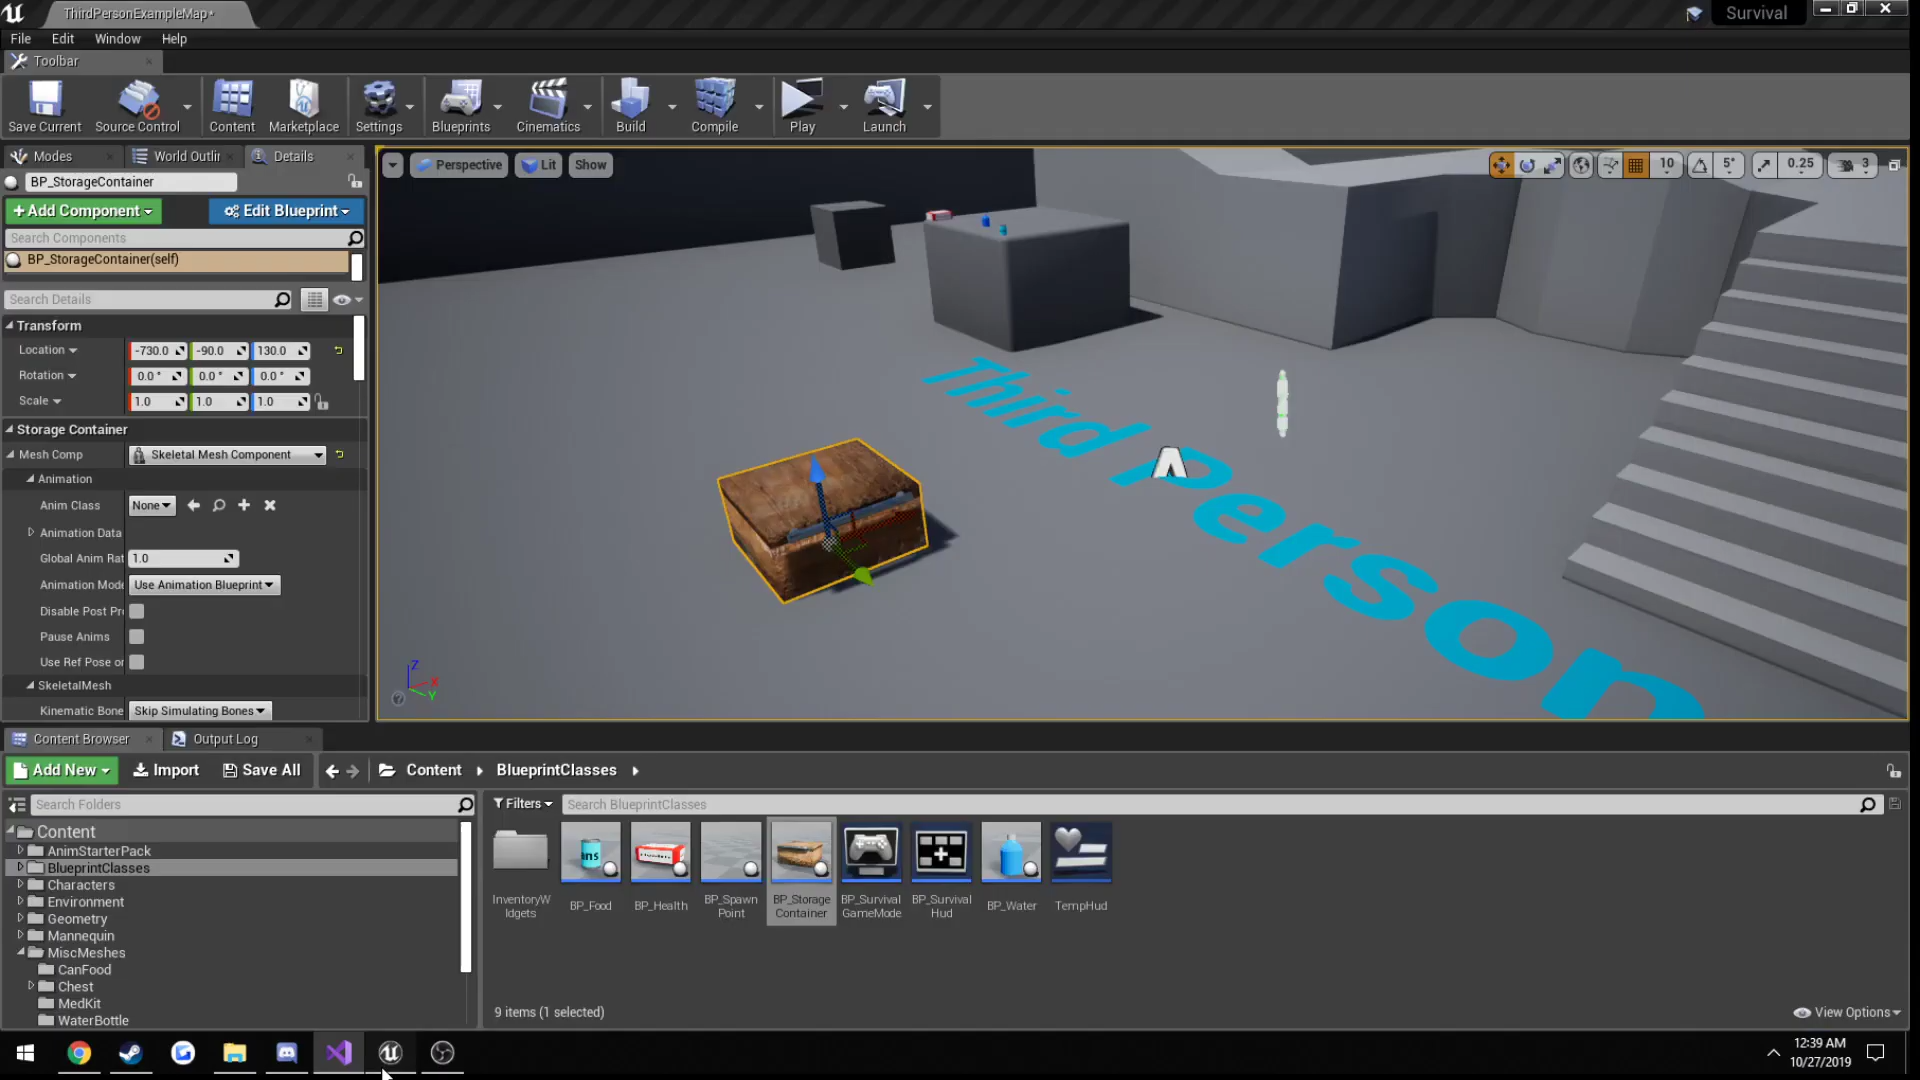 ThirdPersonExampleMap*
Survival
File Edit Window Help
Toolbar
Save Current Source Control Content Marketplace Settings Blueprints Cinematics Build Compile Play Launch
Modes World Outlin Details
Perspective Lit Show
10 5° 0.25 3
BP_StorageContainer
+Add Component Edit Blueprint
Search Components
BP_StorageContainer(self)
Search Details
Transform
Location -730.0 -90.0 130.0
Rotation 0.0° 0.0° 0.0°
Scale 1.0 1.0 1.0
Storage Container
Mesh Comp Skeletal Mesh Component
Animation
Anim Class None
Animation Data
Global Anim Rat 1.0
Animation Mode Use Animation Blueprint
Disable Post Pr
Pause Anims
Use Ref Pose or
SkeletalMesh
Kinematic Bone Skip Simulating Bones
Third Person
Z
X
Y
Content Browser Output Log
Add New Import Save All Content BlueprintClasses
Search Folders
Filters Search BlueprintClasses
Content
AnimStarterPack
BlueprintClasses
Characters
Environment
Geometry
Mannequin
MiscMeshes
CanFood
Chest
MedKit
WaterBottle
InventoryW
idgets
BP_Food
BP_Health
BP_Spawn
Point
BP_Storage
Container
BP_Survival
GameMode
BP_Survival
Hud
BP_Water
TempHud
9 items (1 selected)
View Options
12:39 AM
10/27/2019